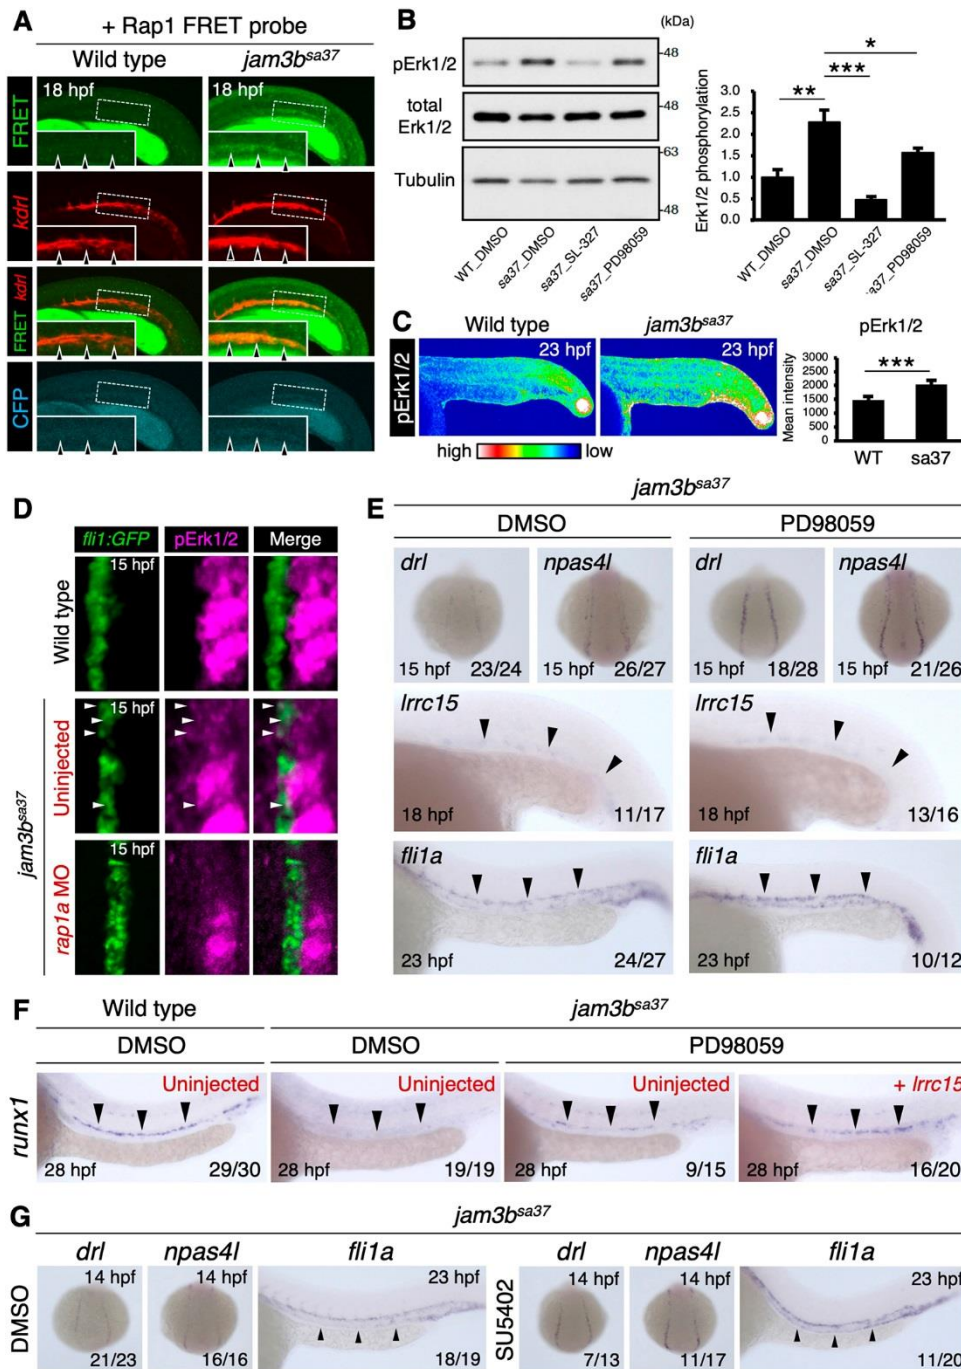 A
+ Rap1 FRET probe
Wild type
jam3bsa37
FRET
18 hpf
18 hpf
kdrl
FRET kdrl
CFP
B
(kDa)
pErk1/2
48
total Erk1/2
48
63
Tubulin
48
WT_DMSO
sa37_DMSO
sa37_SL-327
sa37_PD98059
Erk1/2 phosphorylation
3.0
2.5
2.0
1.5
1.0
0.5
0.0
*
***
**
WT_DMSO
sa37_DMSO
sa37_SL-327
sa37_PD98059
C
Wild type
jam3bsa37
pErk1/2
23 hpf
23 hpf
high
low
pErk1/2
Mean intensity
3000
2500
2000
1500
1000
500
0
***
WT
sa37
D
fli1:GFP
pErk1/2
Merge
Wild type
15 hpf
jam3bsa37
Uninjected
15 hpf
rap1a MO
15 hpf
E
jam3bsa37
DMSO
PD98059
drl
15 hpf
23/24
npas4l
15 hpf
26/27
drl
15 hpf
18/28
npas4l
15 hpf
21/26
lrrc15
18 hpf
11/17
lrrc15
18 hpf
13/16
fli1a
23 hpf
24/27
23 hpf
10/12
F
Wild type
jam3bsa37
DMSO
DMSO
PD98059
runx1
Uninjected
28 hpf
29/30
Uninjected
28 hpf
19/19
Uninjected
28 hpf
9/15
+ lrrc15
28 hpf
16/20
G
jam3bsa37
drl
npas4l
fli1a
drl
npas4l
fli1a
DMSO
14 hpf
21/23
14 hpf
16/16
23 hpf
18/19
SU5402
14 hpf
7/13
14 hpf
11/17
23 hpf
11/20